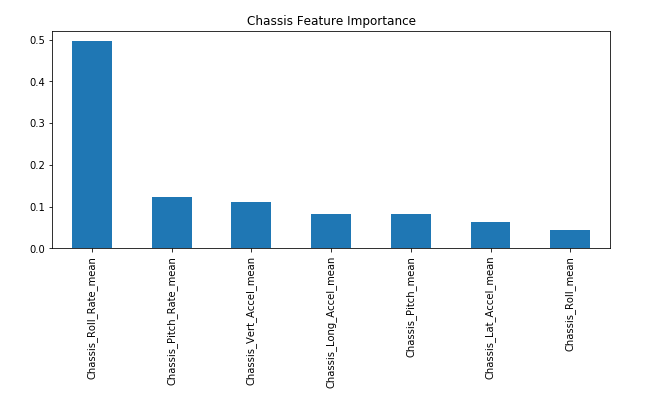 Chassis Feature Importance
0.5
0.4
0.3
0.2
0.1
0.0
Chassis_Roll_Rate_mean
Chassis_Pitch_Rate_mean
Chassis_Vert_Accel_mean
Chassis_Long_Accel_mean
Chassis_Pitch_mean
Chassis_Lat_Accel_mean
Chassis_Roll_mean